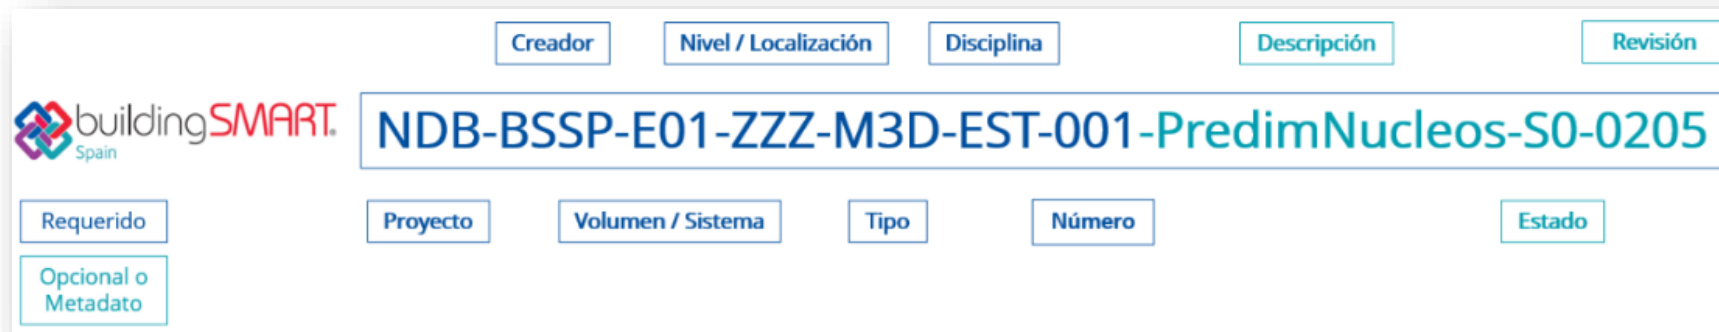 Creador Nivel / Localización Disciplina Descripción Revisión
buildingSMART.
Spain
NDB-BSSP-E01-ZZZ-M3D-EST-001-PredimNucleos-S0-0205
Requerido Proyecto Volumen / Sistema Tipo Número Estado
Opcional o
Metadato